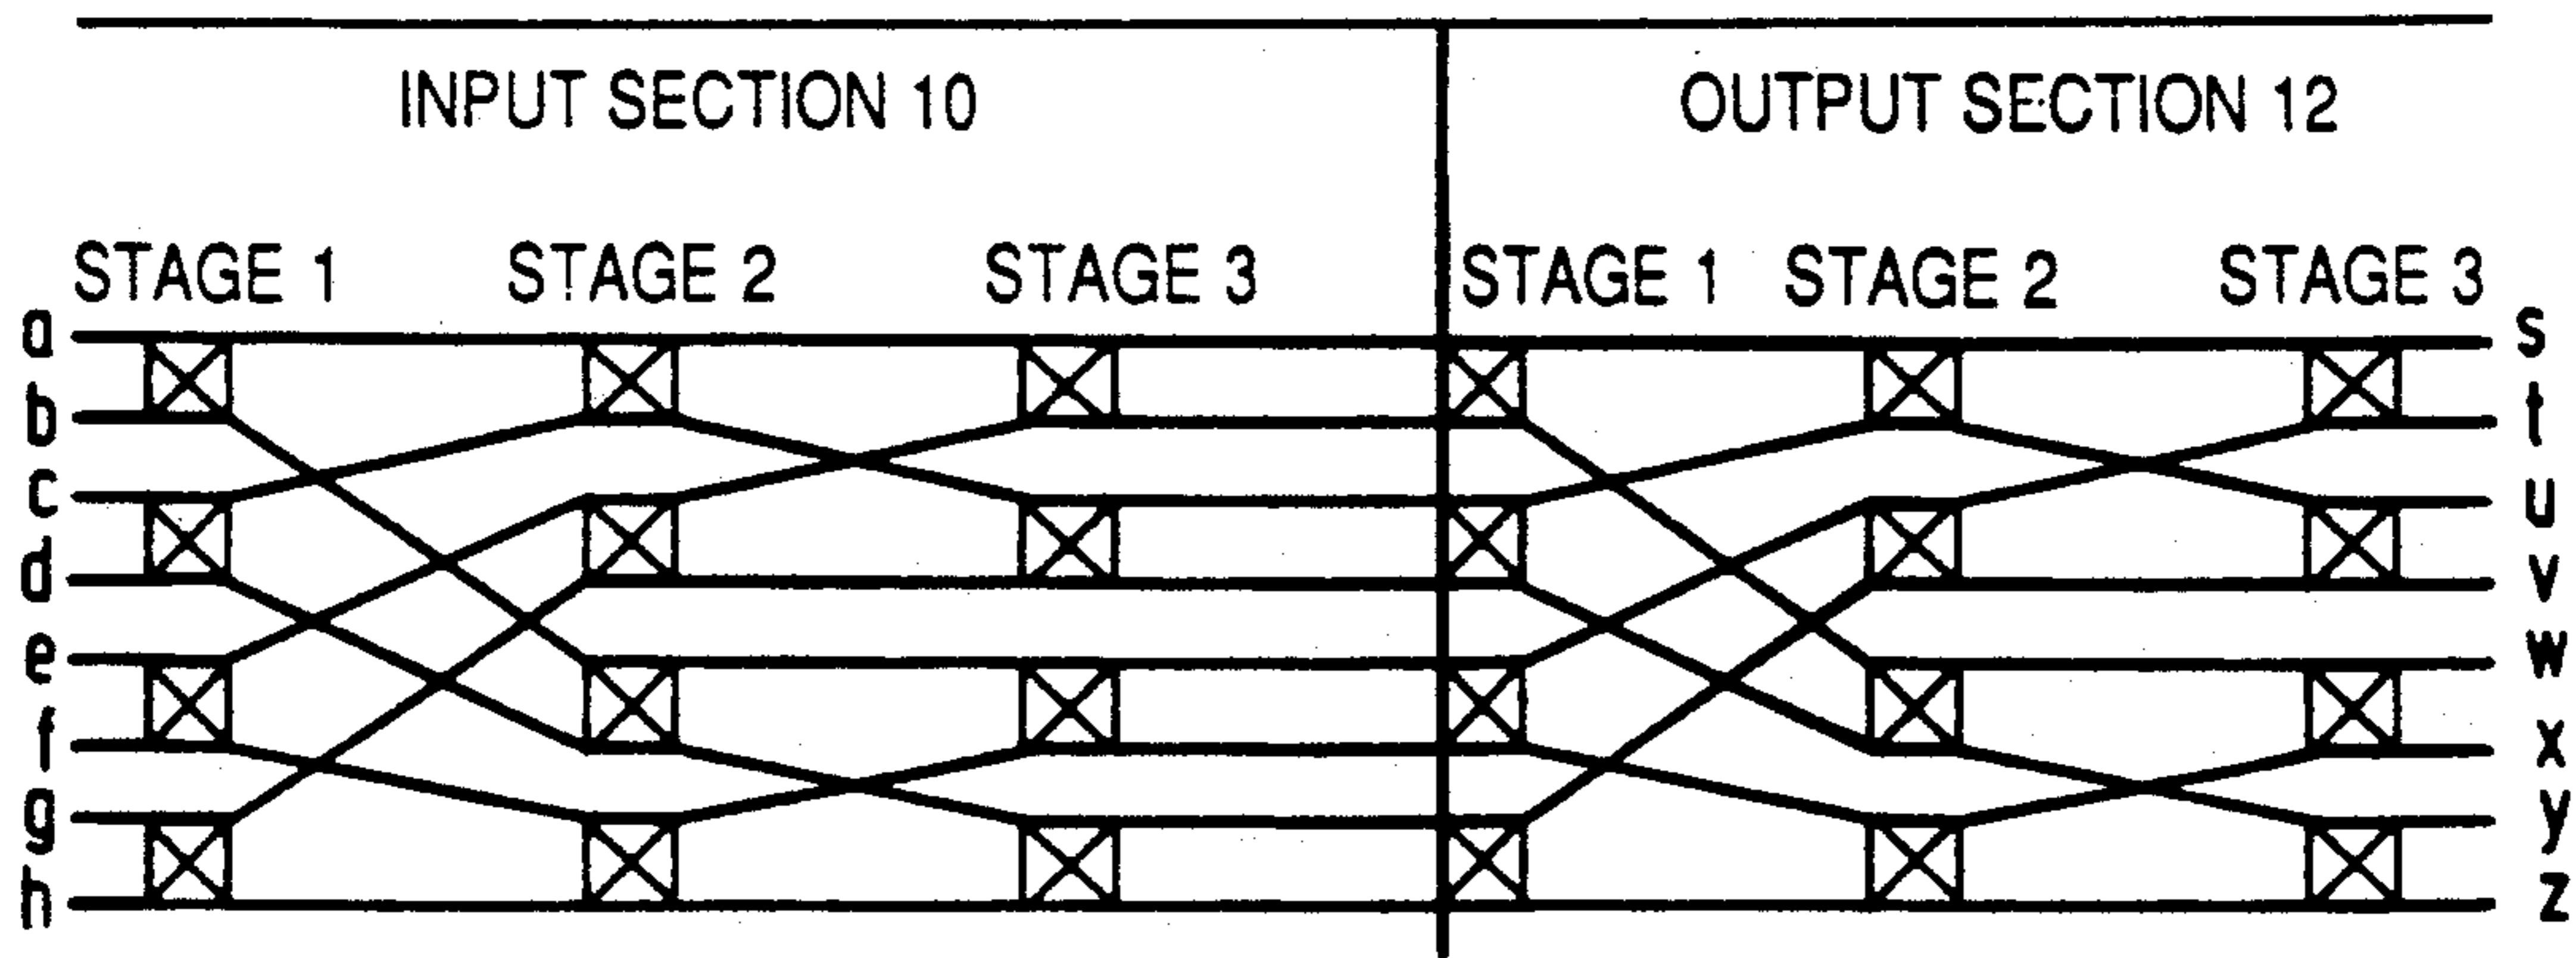 INPUT SECTION 10
OUTPUT SECTION 12
STAGE 1 STAGE 2 STAGE 3 STAGE 1 STAGE 2 STAGE 3
a s
b t
c u
d v
e w
f x
g y
h z